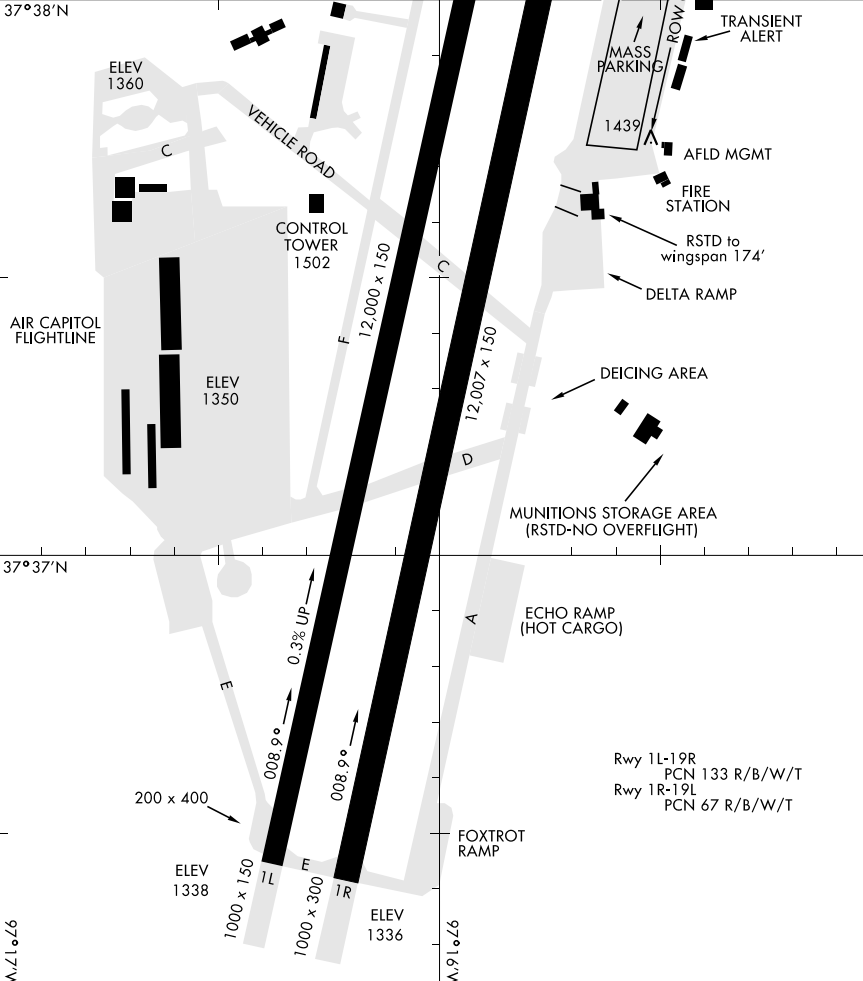 37°38'N
ELEV
1360
C
VEHICLE ROAD
CONTROL
TOWER
1502
AIR CAPITOL
FLIGHTLINE
ELEV
1350
F
12,000 x 150
C
12,007 x 150
D
MASS
PARKING
ROW
1439
TRANSIENT
ALERT
AFLD MGMT
FIRE
STATION
RSTD to
wingspan 174'
DELTA RAMP
DEICING AREA
MUNITIONS STORAGE AREA
(RSTD-NO OVERFLIGHT)
37°37'N
0.3% UP
A
ECHO RAMP
(HOT CARGO)
E
008.9°
008.9°
Rwy 1L-19R
PCN 133 R/B/W/T
Rwy 1R-19L
PCN 67 R/B/W/T
200 x 400
FOXTROT
RAMP
ELEV
1338
1L
E
1R
1000 x 150
1000 x 300
ELEV
1336
97°17'W
97°16'W